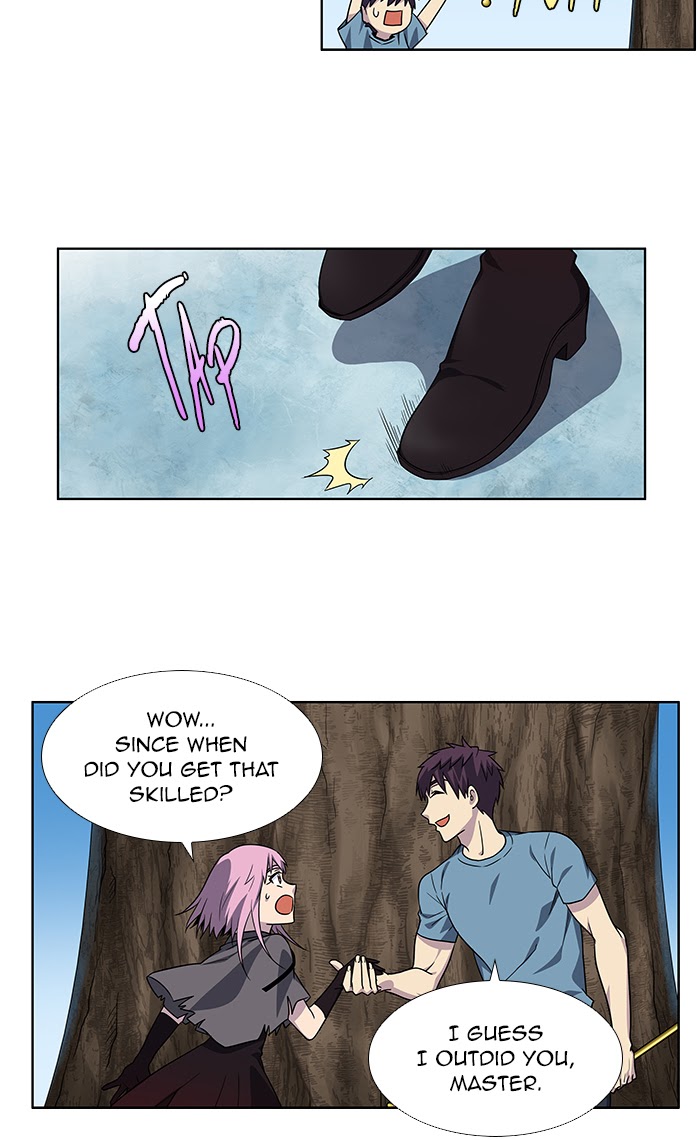 TAP
WOW...
SINCE WHEN
DID YOU GET THAT
SKILLED?
I GUESS
I OUTDID YOU,
MASTER.